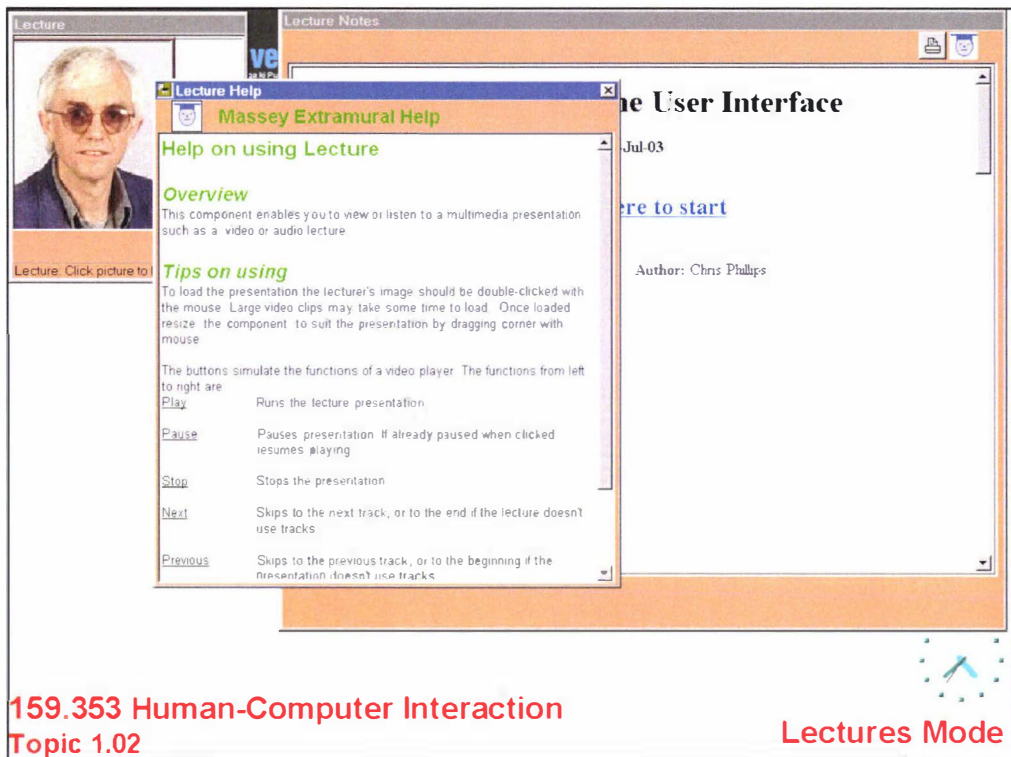 Lecture
Lecture Notes
ve
Lecture Help
Massey Extramural Help
Help on using Lecture
Overview
This component enables you to view or listen to a multimedia presentation
such as a video or audio lecture
Tips on using
To load the presentation the lecturer's image should be double-clicked with
the mouse Large video clips may take some time to load Once loaded
resize the component to suit the presentation by dragging corner with
mouse
The buttons simulate the functions of a video player The functions from left
to right are
Play Runs the lecture presentation
Pause Pauses presentation If already paused when clicked
resumes playing
Stop Stops the presentation
Next Skips to the next track, or to the end if the lecture doesn't
use tracks
Previous Skips to the previous track, or to the beginning if the
presentation doesn't use tracks
Lecture Click picture to
ne User Interface
-Jul-03
ere to start
Author: Chris Phillips
159.353 Human-Computer Interaction
Topic 1.02
Lectures Mode